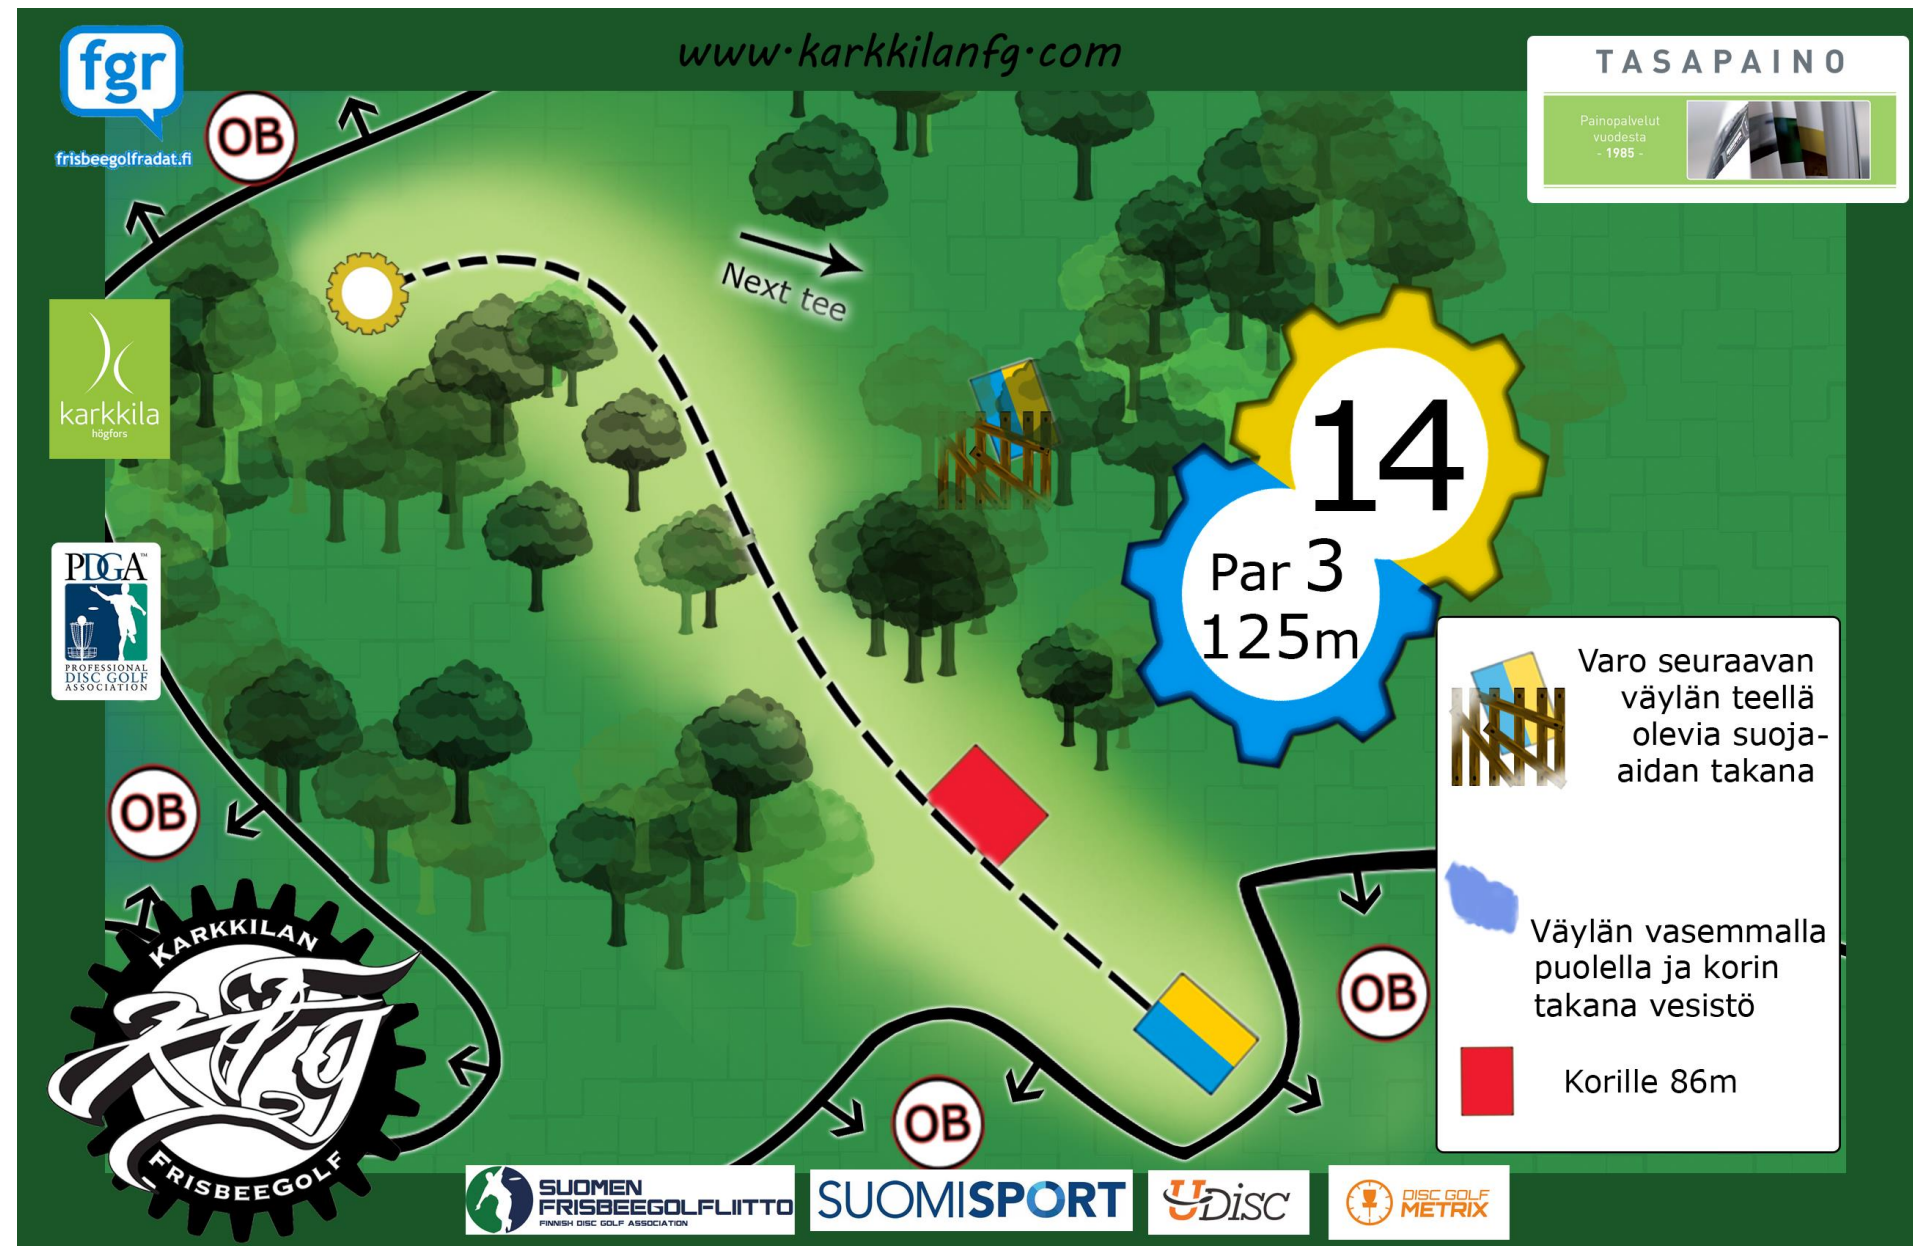 www.karkkilanfg.com
fgr
frisbeegolfradat.fi
OB
TASAPAINO
Painopalvelut
vuodesta
- 1985 -
Next tee
karkkila
högfors
14
Par 3
125m
PDGA™
PROFESSIONAL
DISC GOLF
ASSOCIATION
Varo seuraavan
väylän teellä
olevia suoja-
aidan takana
OB
Väylän vasemmalla
puolella ja korin
takana vesistö
OB
Korille 86m
OB
KARKKILAN
KFG
FRISBEEGOLF
SUOMEN
FRISBEEGOLFLIITTO
FINNISH DISC GOLF ASSOCIATION
SUOMISPORT
UDisc
DISC GOLF
METRIX